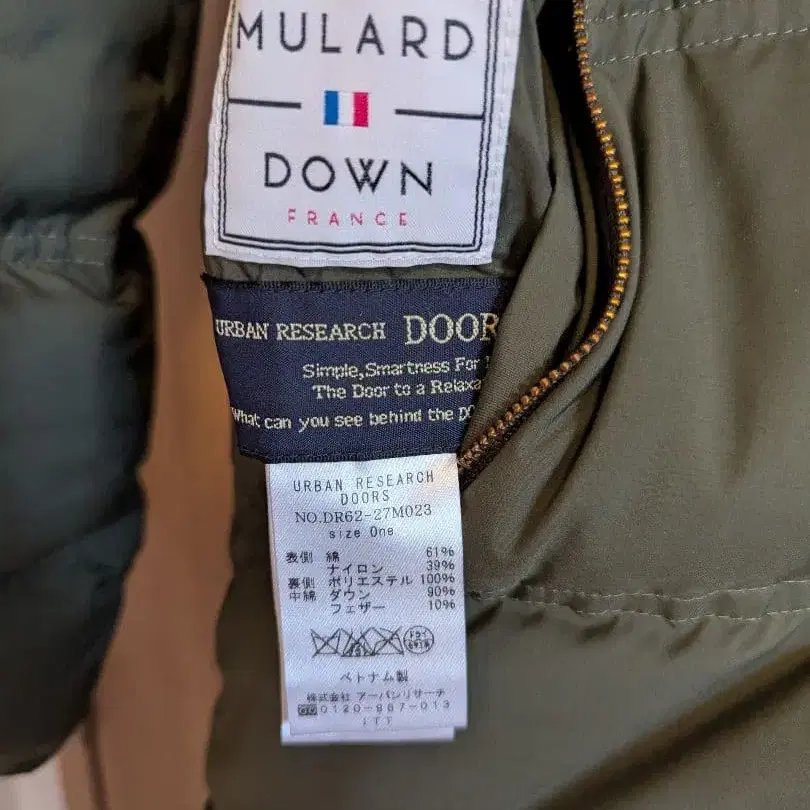 MULARD
DOWN
FRANCE
URBAN RESEARCH DOOR
Simple,Smartness For
The Door to a Relaxa
What can you see behind the DO
URBAN RESEARCH
DOORS
NO.DR62-27M023
size One
表側 綿 61%
ナイロン 39%
裏側 ポリエステル 100%
中綿 ダウン 90%
フェザー 10%
ベトナム製
株式会社 アーバンリサーチ
0120-987-013